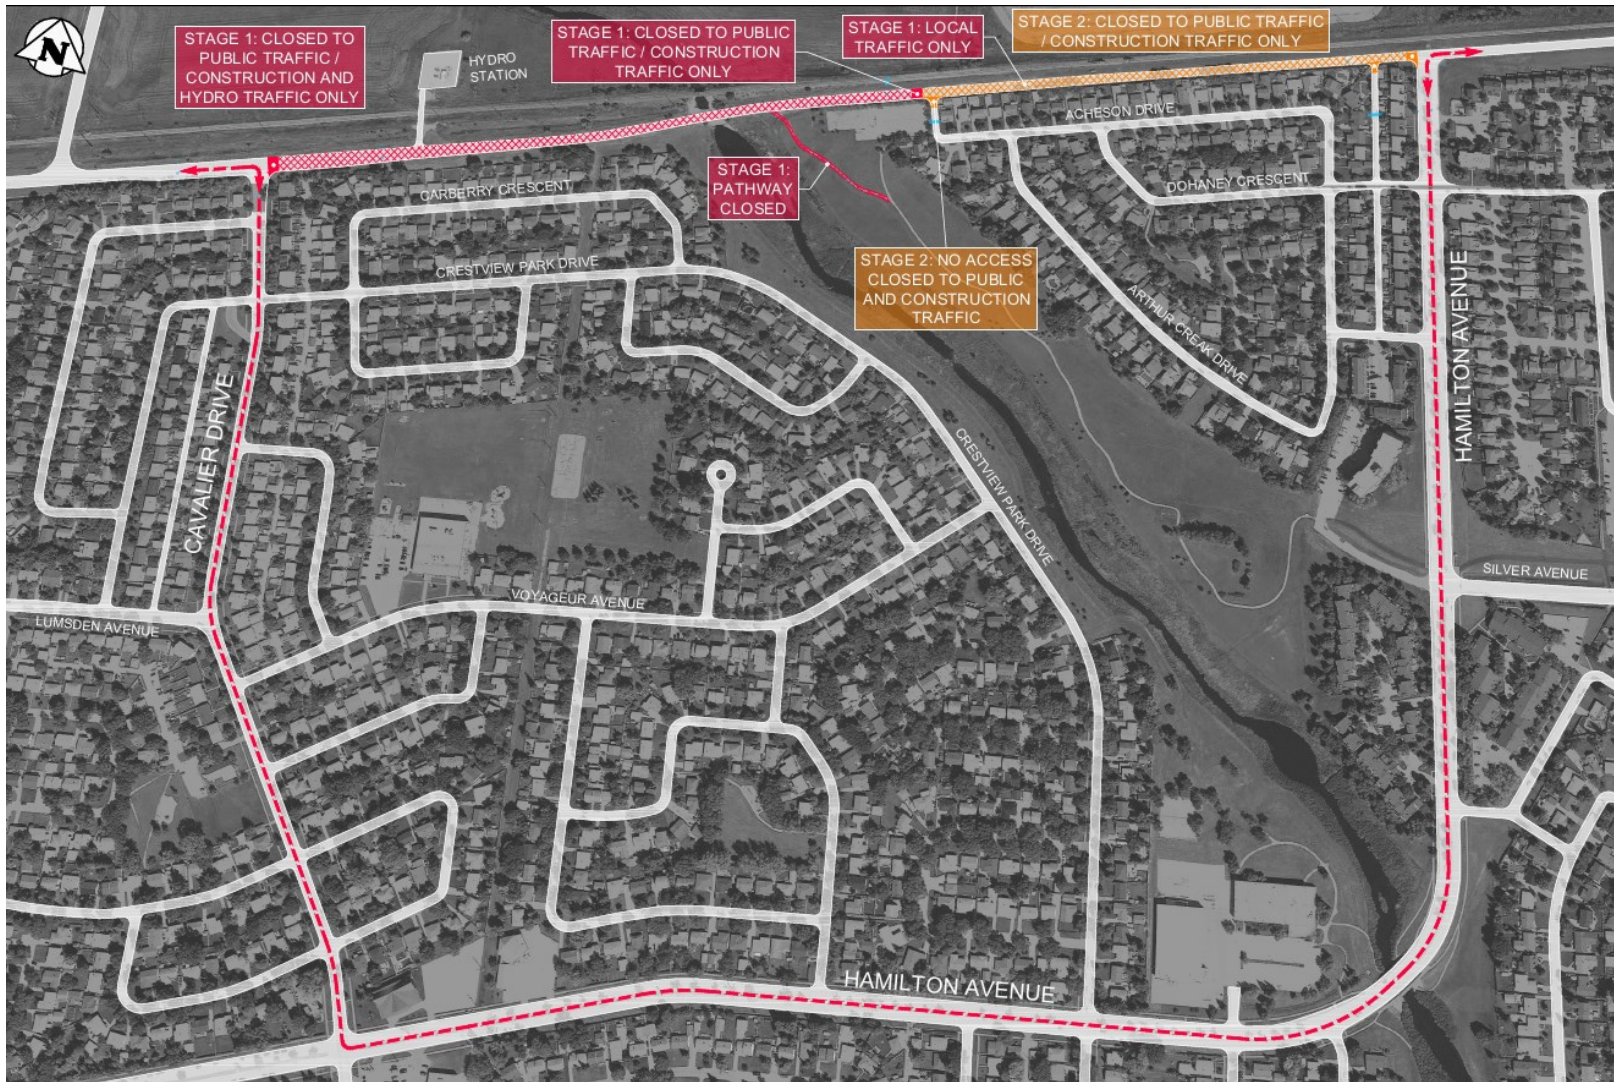 N
STAGE 1: CLOSED TO
PUBLIC TRAFFIC /
CONSTRUCTION AND
HYDRO TRAFFIC ONLY
HYDRO
STATION
STAGE 1: CLOSED TO PUBLIC
TRAFFIC / CONSTRUCTION
TRAFFIC ONLY
STAGE 1: LOCAL
TRAFFIC ONLY
STAGE 2: CLOSED TO PUBLIC TRAFFIC
/ CONSTRUCTION TRAFFIC ONLY
ACHESON DRIVE
STAGE 1:
PATHWAY
CLOSED
CARBERRY CRESCENT
DOHANEY CRESCENT
CRESTVIEW PARK DRIVE
STAGE 2: NO ACCESS
CLOSED TO PUBLIC
AND CONSTRUCTION
TRAFFIC
ARTHUR CREAK DRIVE
HAMILTON AVENUE
CAVALIER DRIVE
CRESTVIEW PARK DRIVE
SILVER AVENUE
VOYAGEUR AVENUE
LUMSDEN AVENUE
HAMILTON AVENUE